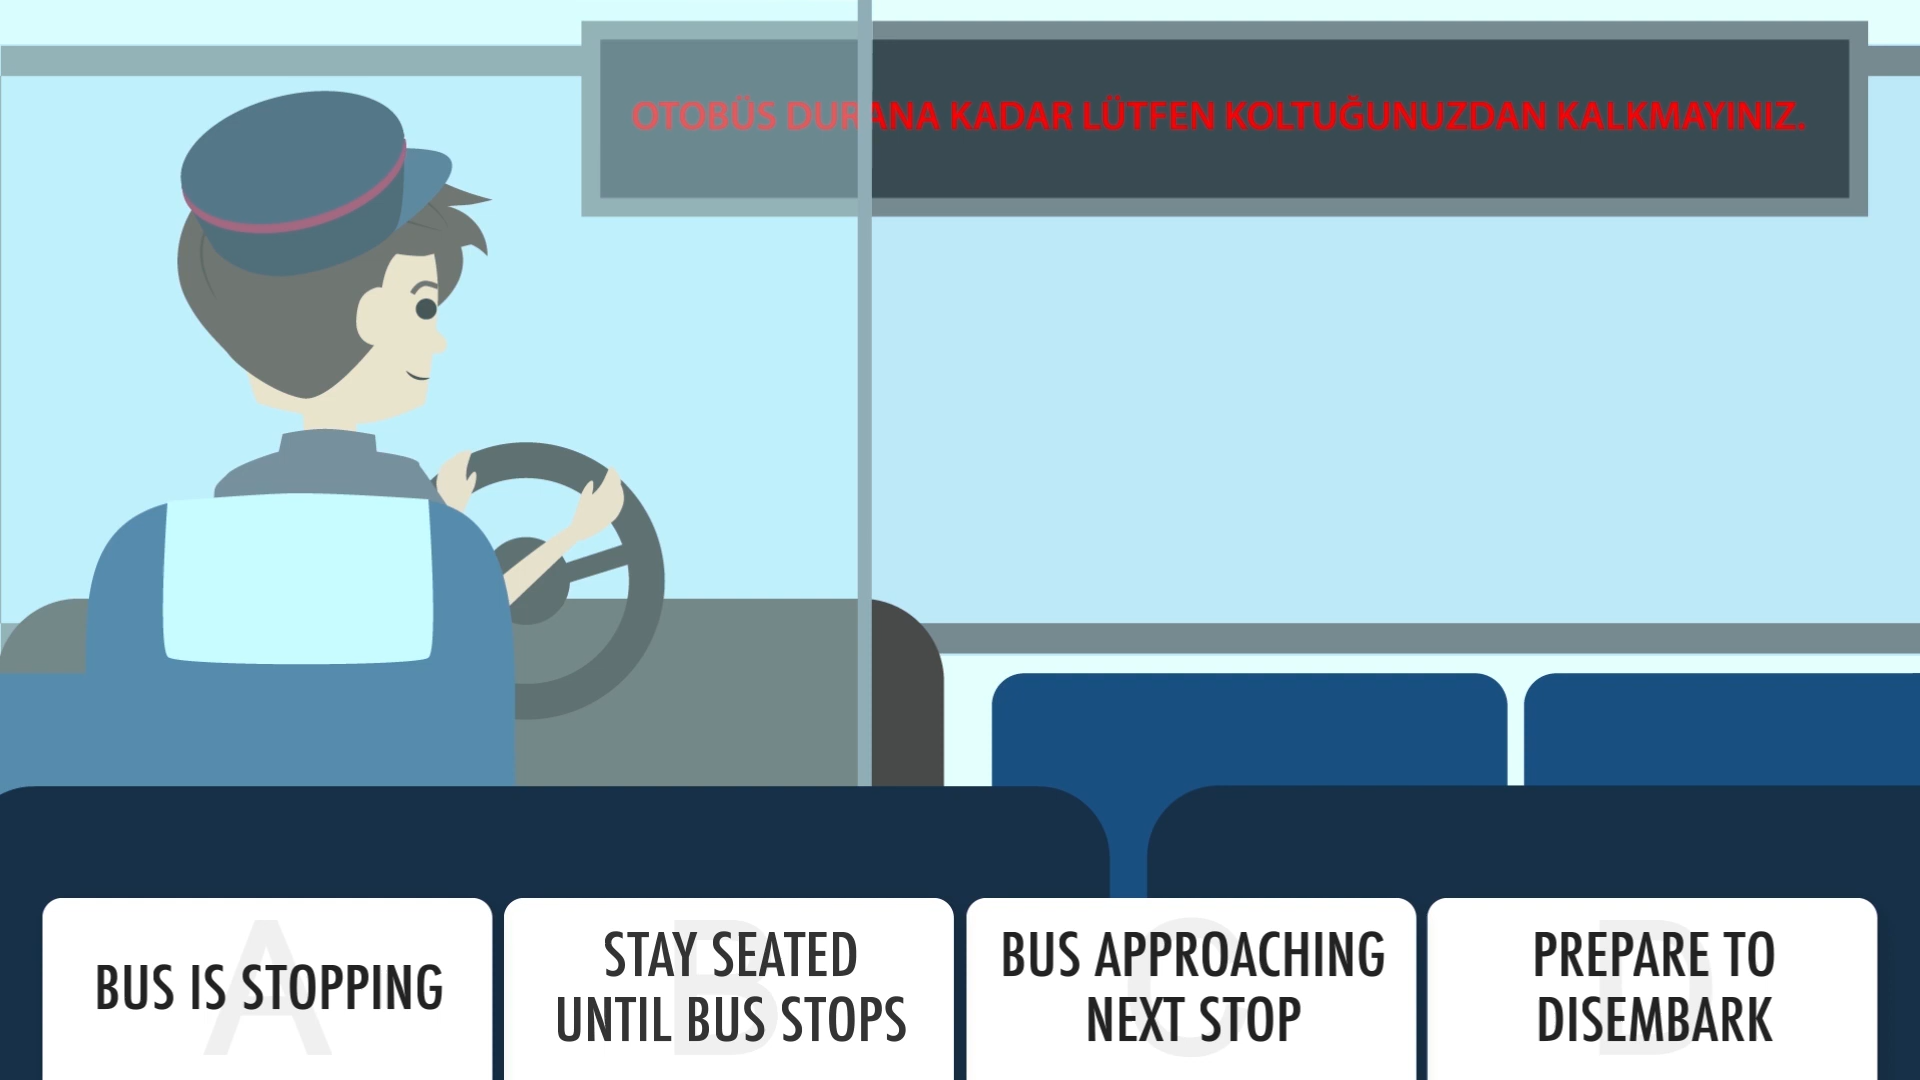 OTOBÜS DURANA KADAR LÜTFEN KOLTUĞUNUZDAN KALKMAYINIZ.
A
BUS IS STOPPING
B
STAY SEATED
UNTIL BUS STOPS
C
BUS APPROACHING
NEXT STOP
D
PREPARE TO
DISEMBARK